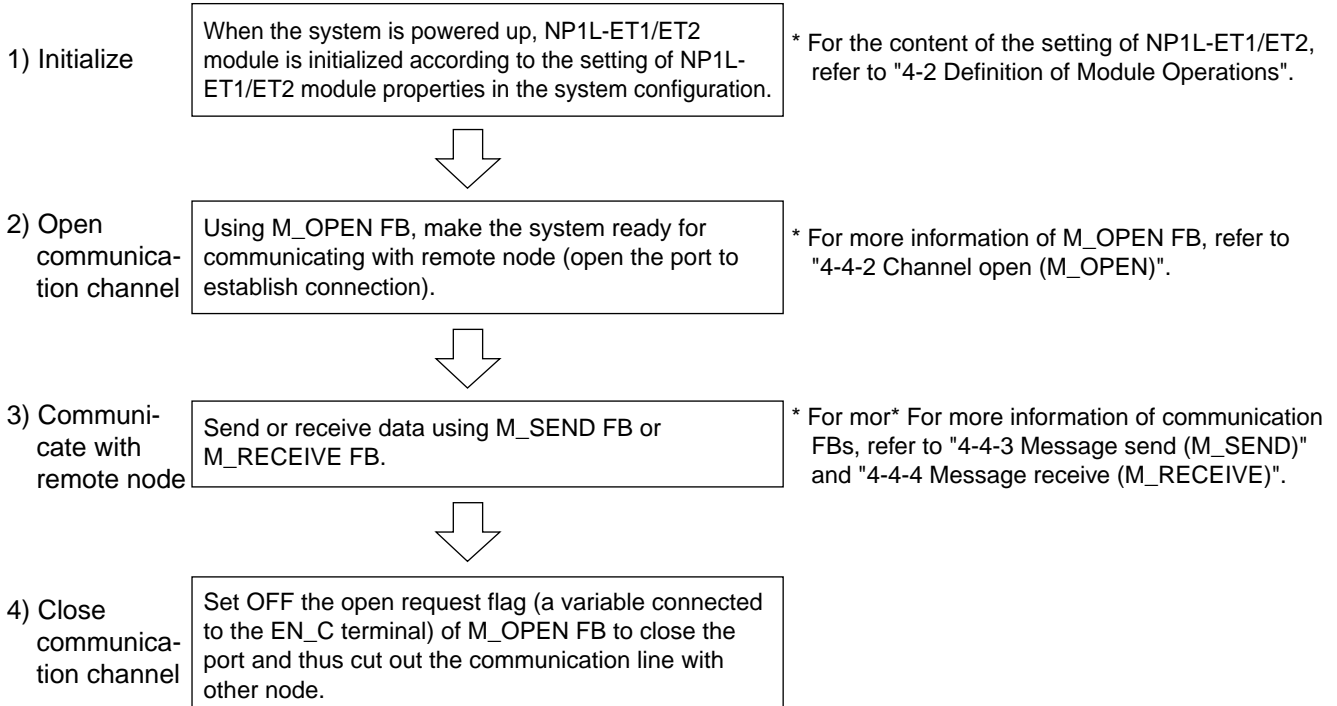 1) Initialize
When the system is powered up, NP1L-ET1/ET2
module is initialized according to the setting of NP1L-
ET1/ET2 module properties in the system configuration.
* For the content of the setting of NP1L-ET1/ET2,
refer to "4-2 Definition of Module Operations".
2) Open
communica-
tion channel
Using M_OPEN FB, make the system ready for
communicating with remote node (open the port to
establish connection).
* For more information of M_OPEN FB, refer to
"4-4-2 Channel open (M_OPEN)".
3) Communi-
cate with
remote node
Send or receive data using M_SEND FB or
M_RECEIVE FB.
* For mor* For more information of communication
FBs, refer to "4-4-3 Message send (M_SEND)"
and "4-4-4 Message receive (M_RECEIVE)".
4) Close
communica-
tion channel
Set OFF the open request flag (a variable connected
to the EN_C terminal) of M_OPEN FB to close the
port and thus cut out the communication line with
other node.